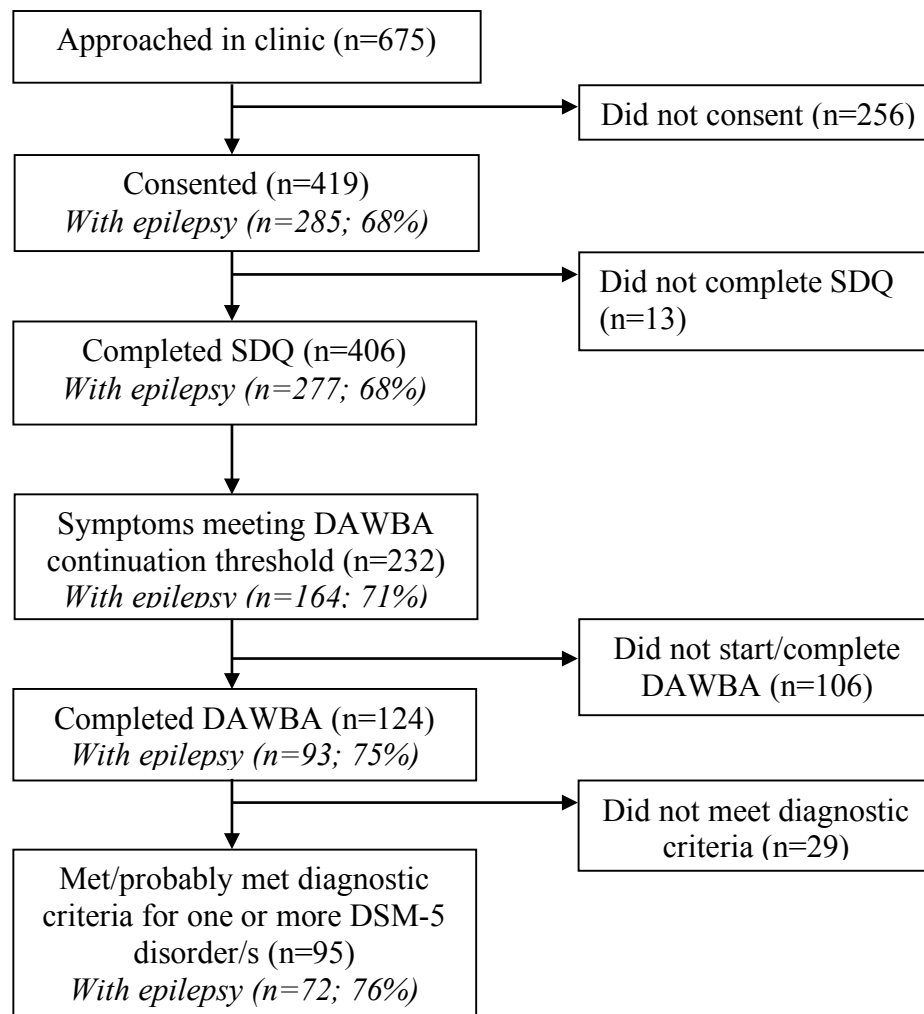 Approached in clinic (n=675)
Did not consent (n=256)
Consented (n=419)
With epilepsy (n=285; 68%)
Did not complete SDQ
(n=13)
Completed SDQ (n=406)
With epilepsy (n=277; 68%)
Symptoms meeting DAWBA
continuation threshold (n=232)
With epilepsy (n=164; 71%)
Did not start/complete
DAWBA (n=106)
Completed DAWBA (n=124)
With epilepsy (n=93; 75%)
Did not meet diagnostic
criteria (n=29)
Met/probably met diagnostic
criteria for one or more DSM-5
disorder/s (n=95)
With epilepsy (n=72; 76%)